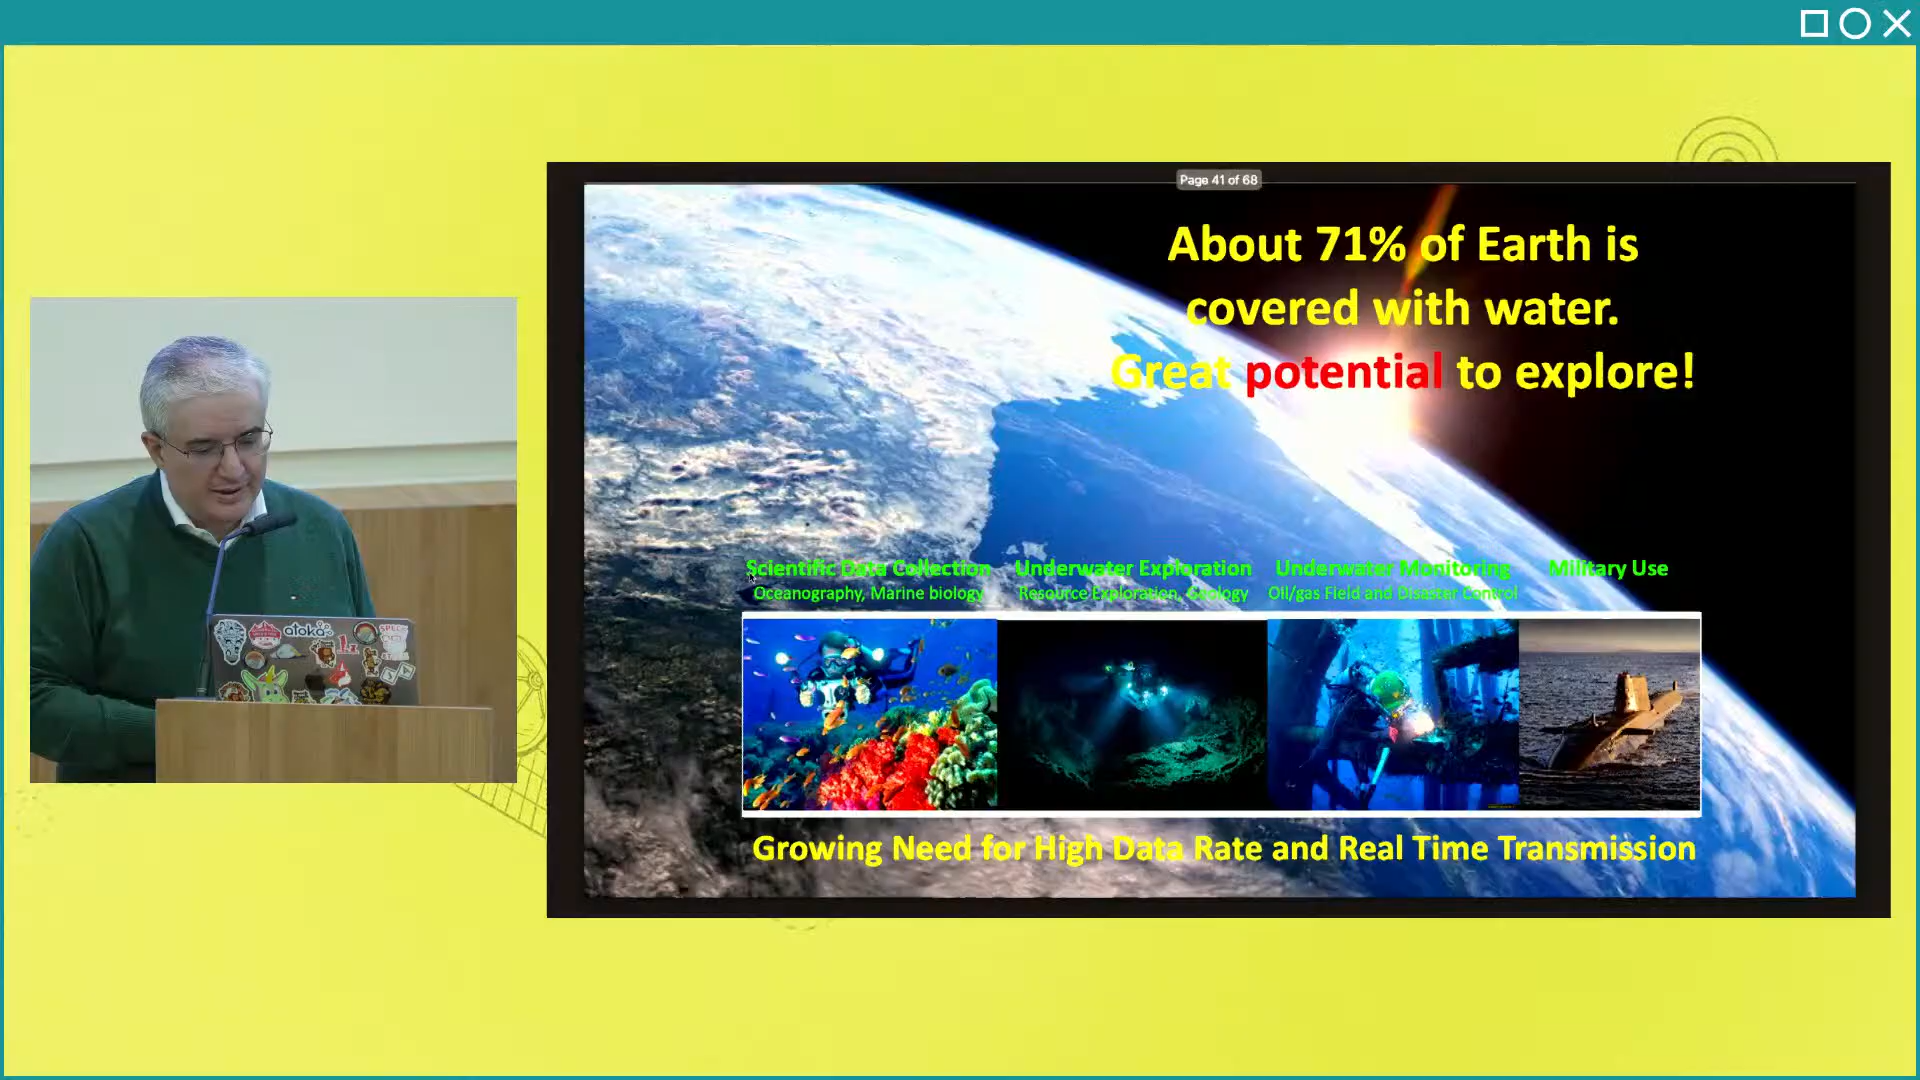 Page 41 of 68
About 71% of Earth is
covered with water.
Great potential to explore!
Scientific Data Collection
Oceanography, Marine biology
Underwater Exploration
Resource Exploration, Geology
Underwater Monitoring
Oil/gas Field and Disaster Control
Military Use
Growing Need for High Data Rate and Real Time Transmission
atoka